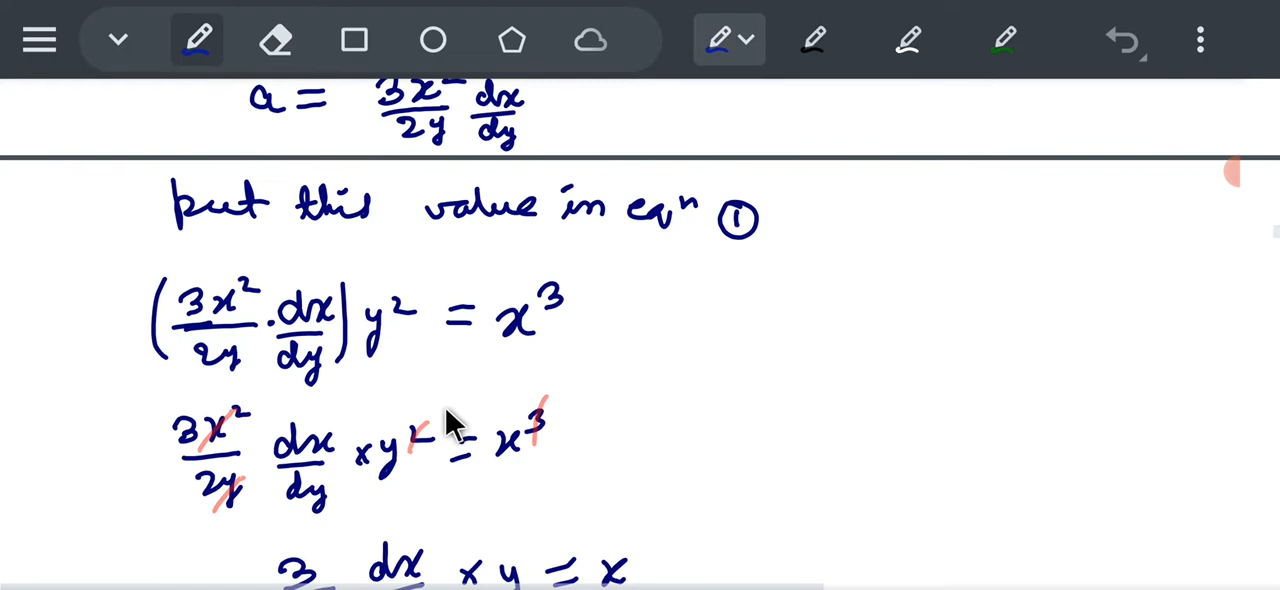 a = 3x²/2y dx/dy
put this value in eqⁿ ①
(3x²/2y · dx/dy) y² = x³
3x²/2y dx/dy × y² = x³
3 dx × y = x